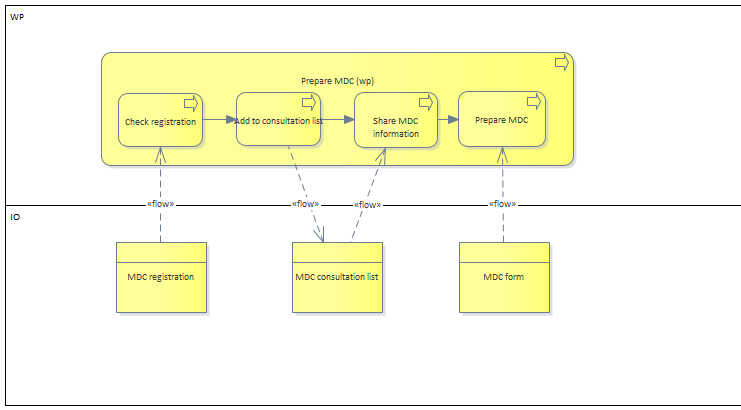 WP
Prepare MDC (wp)
Check registration
Add to consultation list
Share MDC
information
Prepare MDC
«flow»
«flow»
«flow»
«flow»
IO
MDC registration
MDC consultation list
MDC form